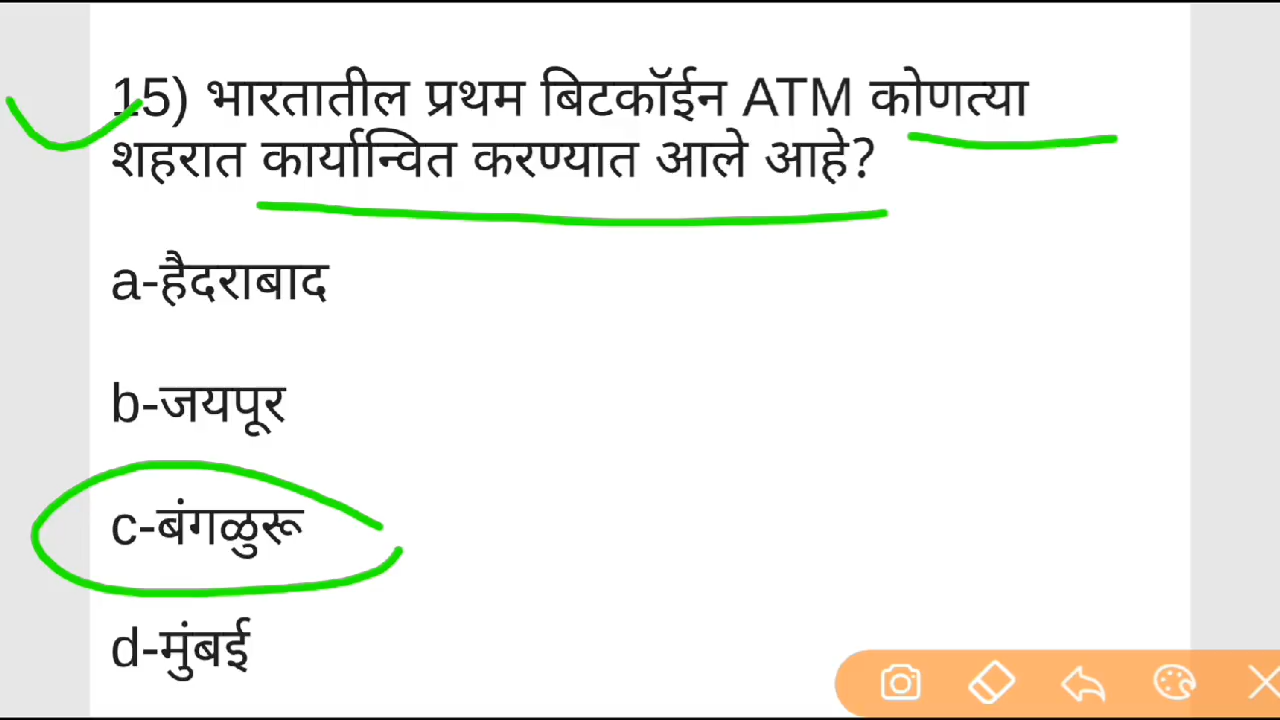 15) भारतातील प्रथम बिटकॉईन ATM कोणत्या
शहरात कार्यान्वित करण्यात आले आहे?
a-हैदराबाद
b-जयपूर
c-बंगळुरू
d-मुंबई